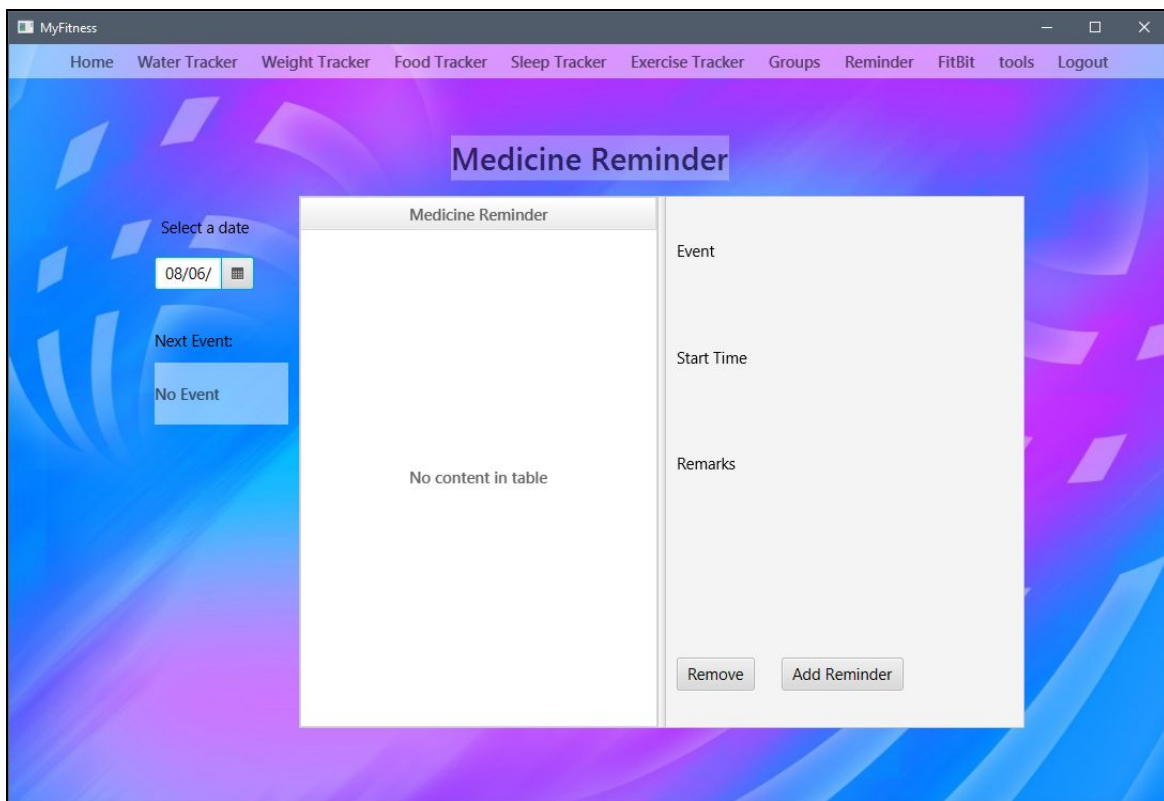 MyFitness
Home Water Tracker Weight Tracker Food Tracker Sleep Tracker Exercise Tracker Groups Reminder FitBit tools Logout
Medicine Reminder
Select a date
08/06/
Next Event:
No Event
Medicine Reminder
No content in table
Event
Start Time
Remarks
Remove Add Reminder